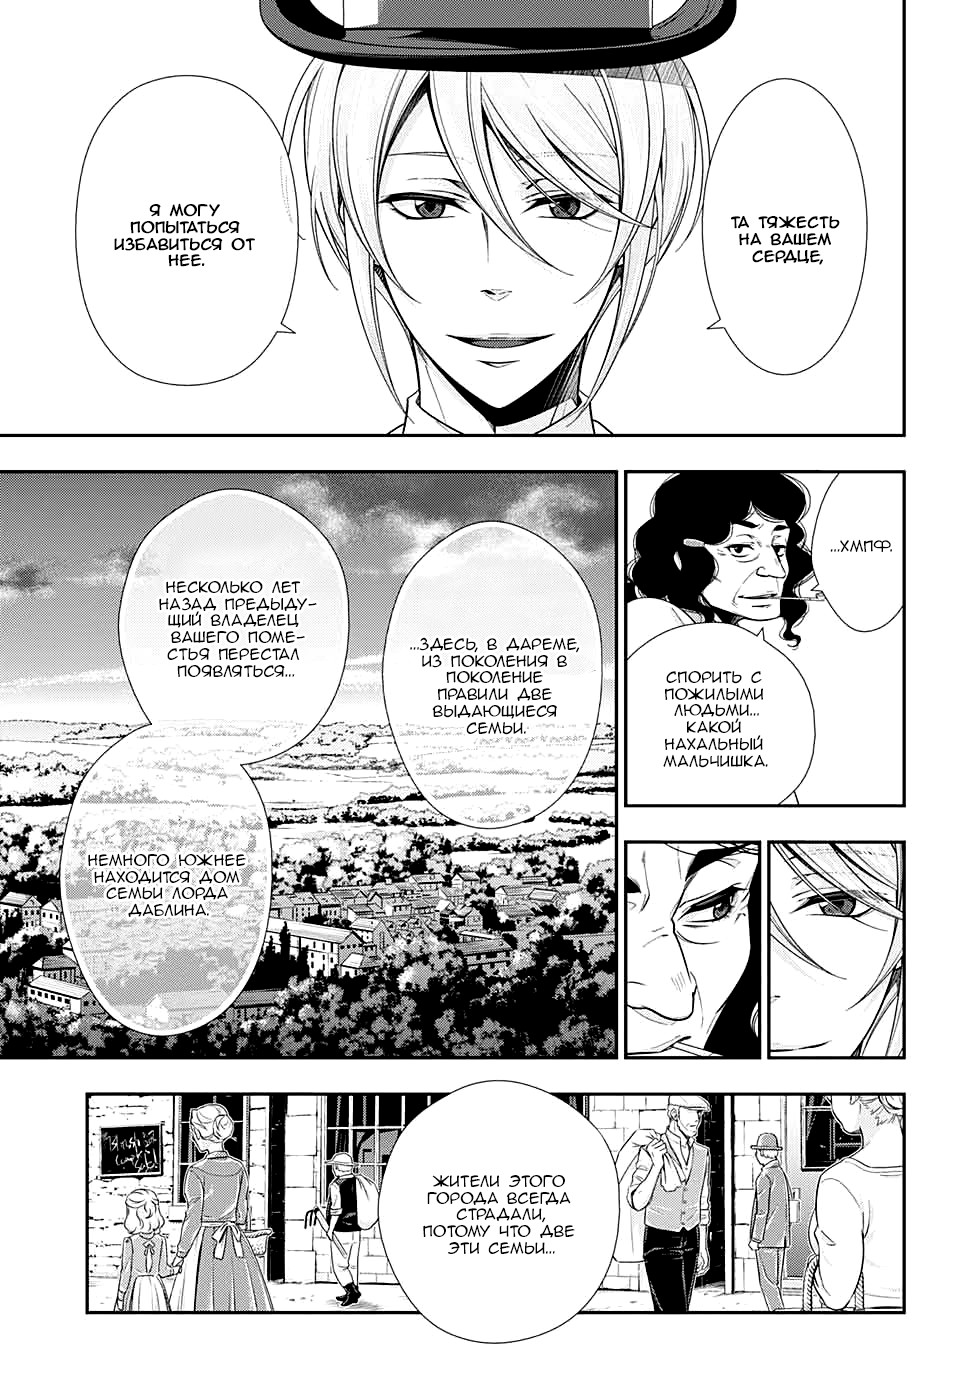 ТА ТЯЖЕСТЬ
НА ВАШЕМ
СЕРДЦЕ,
Я МОГУ
ПОПЫТАТЬСЯ
ИЗБАВИТЬСЯ ОТ
НЕЕ.
...ХМПФ.
СПОРИТЬ С
ПОЖИЛЫМИ
ЛЮДЬМИ...
КАКОЙ
НАХАЛЬНЫЙ
МАЛЬЧИШКА.
...ЗДЕСЬ, В ДАРЕМЕ,
ИЗ ПОКОЛЕНИЯ В
ПОКОЛЕНИЕ
ПРАВИЛИ ДВЕ
ВЫДАЮЩИЕСЯ
СЕМЬИ.
НЕСКОЛЬКО ЛЕТ
НАЗАД ПРЕДЫДУ-
ЩИЙ ВЛАДЕЛЕЦ
ВАШЕГО ПОМЕ-
СТЬЯ ПЕРЕСТАЛ
ПОЯВЛЯТЬСЯ...
НЕМНОГО ЮЖНЕЕ
НАХОДИТСЯ ДОМ
СЕМЬИ ЛОРДА
ДАБЛИНА.
ЖИТЕЛИ ЭТОГО
ГОРОДА ВСЕГДА
СТРАДАЛИ,
ПОТОМУ ЧТО ДВЕ
ЭТИ СЕМЬИ...